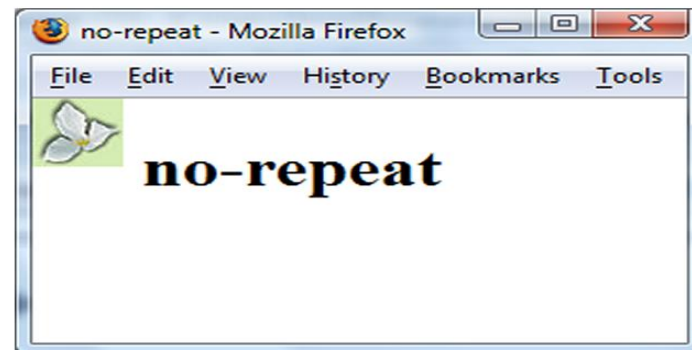 no-repeat - Mozilla Firefox
File Edit View History Bookmarks Tools
no-repeat